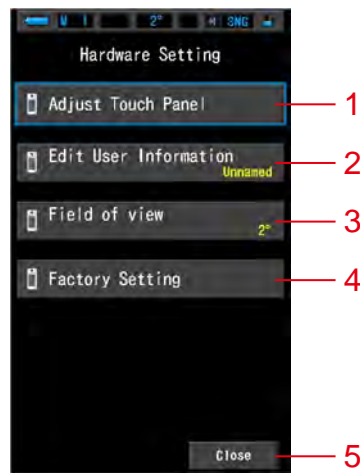 2° SNG
Hardware Setting
Adjust Touch Panel 1
Edit User Information 2
Unnamed
Field of view 3
2°
Factory Setting 4
Close 5